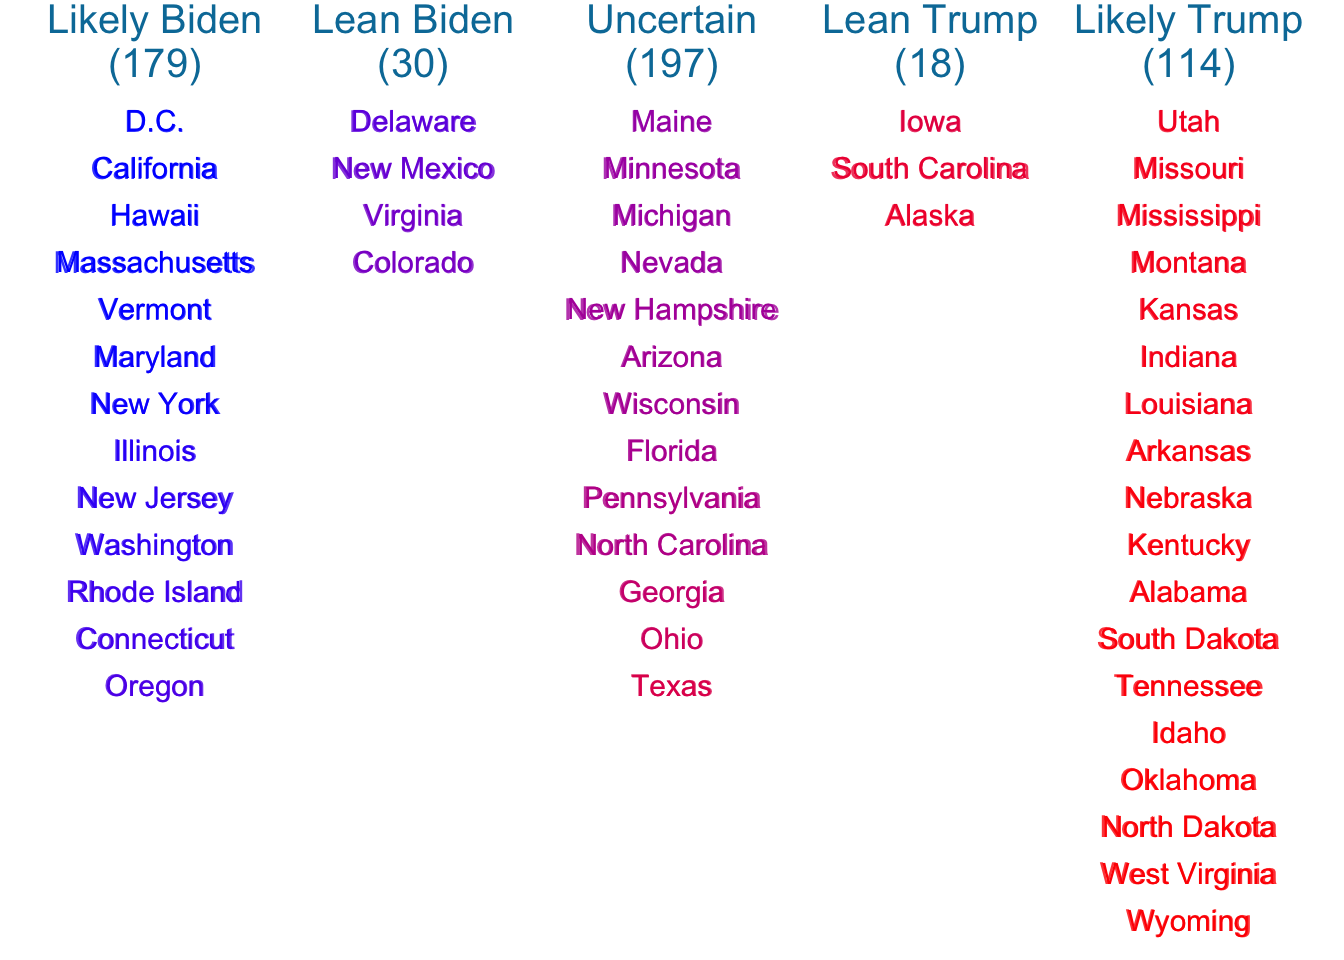 Likely Biden
(179)
D.C.
California
Hawaii
Massachusetts
Vermont
Maryland
New York
Illinois
New Jersey
Washington
Rhode Island
Connecticut
Oregon
Lean Biden
(30)
Delaware
New Mexico
Virginia
Colorado
Uncertain
(197)
Maine
Minnesota
Michigan
Nevada
New Hampshire
Arizona
Wisconsin
Florida
Pennsylvania
North Carolina
Georgia
Ohio
Texas
Lean Trump
(18)
Iowa
South Carolina
Alaska
Likely Trump
(114)
Utah
Missouri
Mississippi
Montana
Kansas
Indiana
Louisiana
Arkansas
Nebraska
Kentucky
Alabama
South Dakota
Tennessee
Idaho
Oklahoma
North Dakota
West Virginia
Wyoming